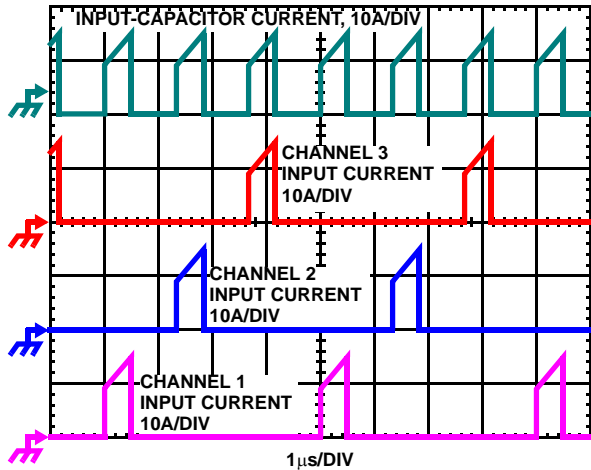 INPUT-CAPACITOR CURRENT, 10A/DIV
CHANNEL 3
INPUT CURRENT
10A/DIV
CHANNEL 2
INPUT CURRENT
10A/DIV
CHANNEL 1
INPUT CURRENT
10A/DIV
1μs/DIV